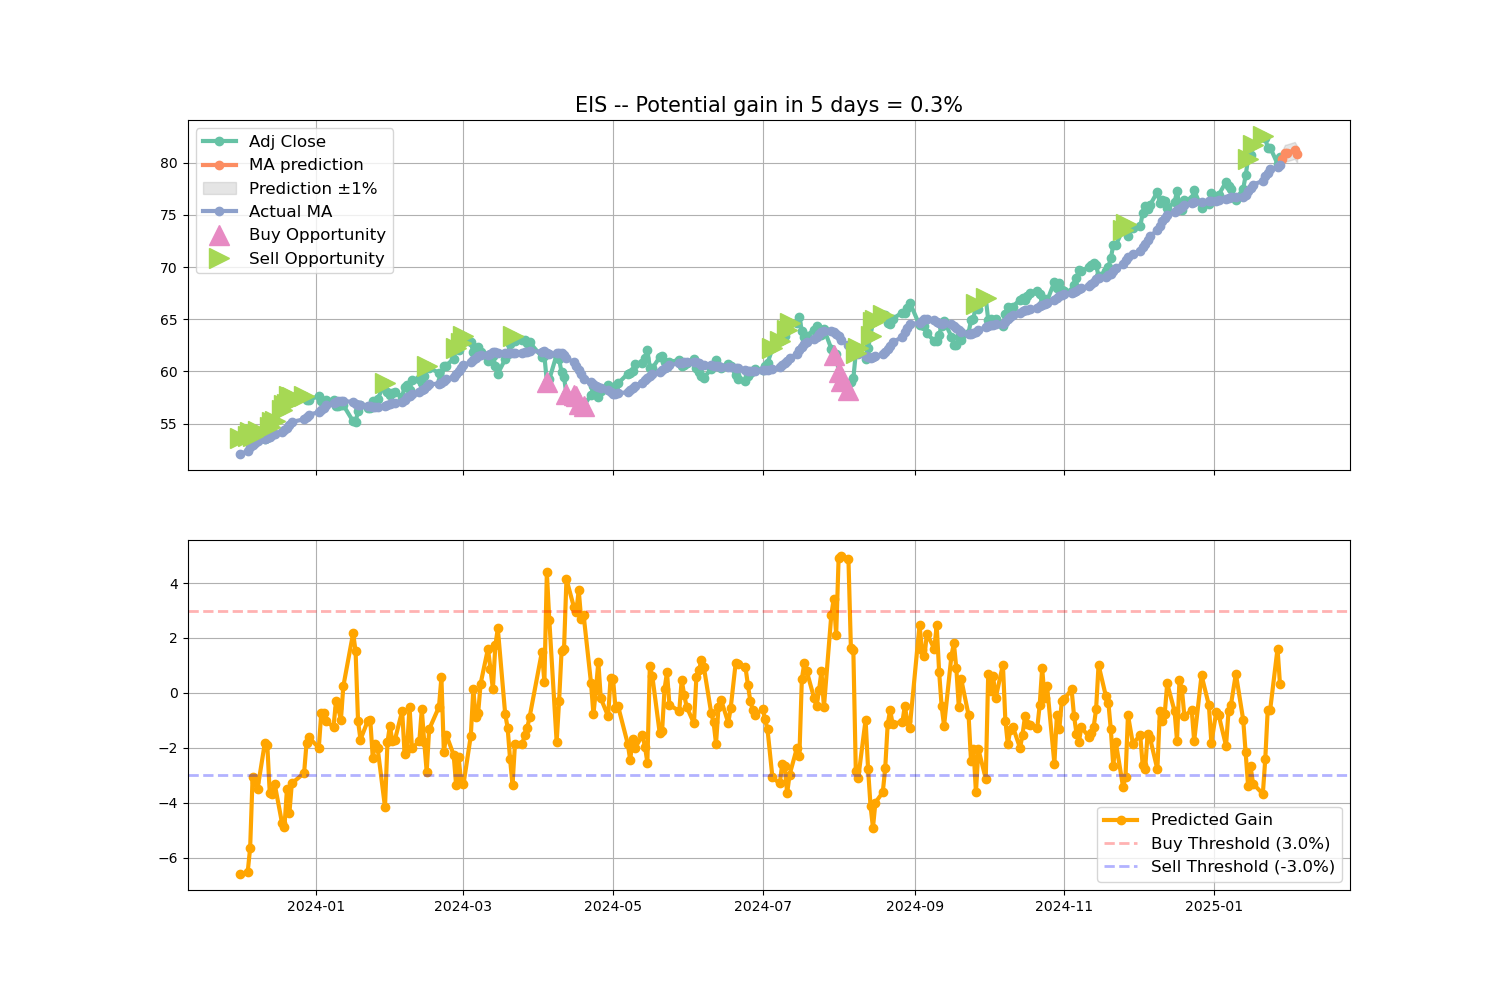 EIS -- Potential gain in 5 days = 0.3%
Adj Close
MA prediction
Prediction ±1%
Actual MA
Buy Opportunity
Sell Opportunity
80
75
70
65
60
55
4
2
0
−2
−4
−6
Predicted Gain
Buy Threshold (3.0%)
Sell Threshold (-3.0%)
2024-01 2024-03 2024-05 2024-07 2024-09 2024-11 2025-01